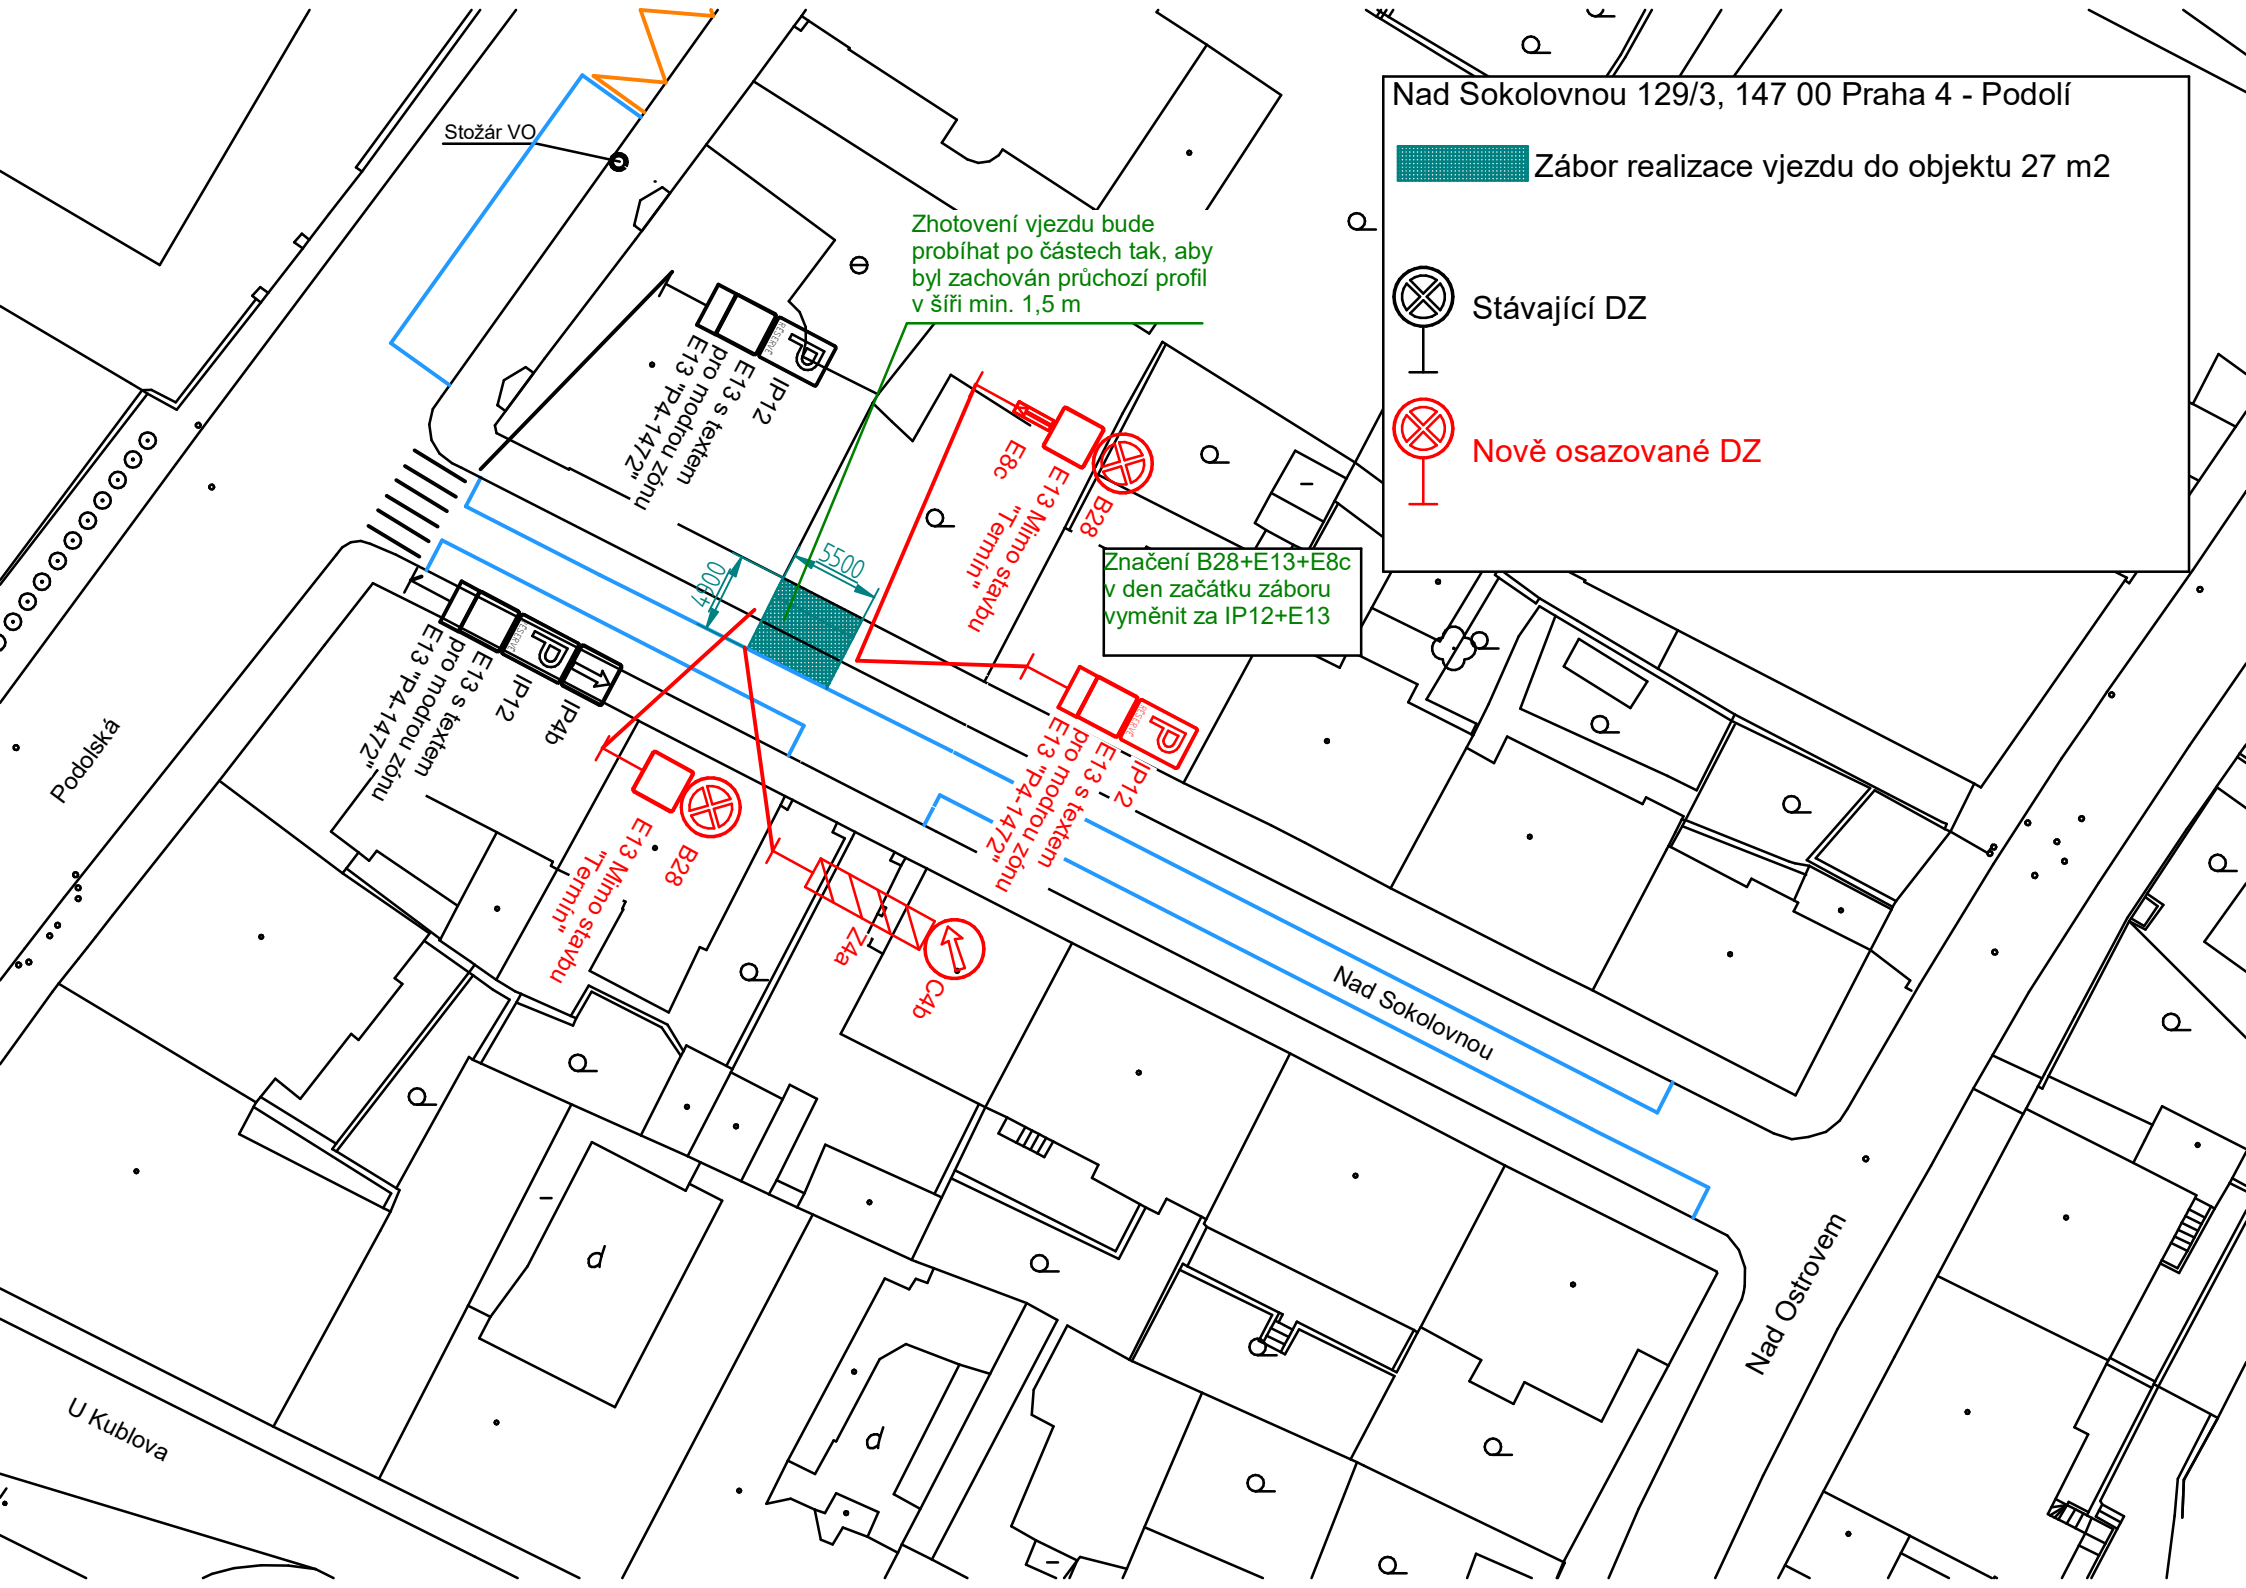 Nad Sokolovnou 129/3, 147 00 Praha 4 - Podolí
Zábor realizace vjezdu do objektu 27 m2
Stávající DZ
Nově osazované DZ
Stožár VO
Zhotovení vjezdu bude
probíhat po částech tak, aby
byl zachován průchozí profil
v šíři min. 1,5 m
RESERVÉ
IP12
E13 s textem
pro modrou zónu
E13 "P4-1472"
E8c
E13 Mimo stavbu
"Termín"
B28
Značení B28+E13+E8c
v den začátku záboru
vyměnit za IP12+E13
5500
4900
RESERVÉ
IP4b
IP12
E13 s textem
pro modrou zónu
E13 "P4-1472"
RESERVÉ
IP12
E13 s textem
pro modrou zónu
E13 "P4-1472"
B28
E13 Mimo stavbu
"Termín"
Z4a
C4b
Podolská
Nad Sokolovnou
Nad Ostrovem
U Kublova